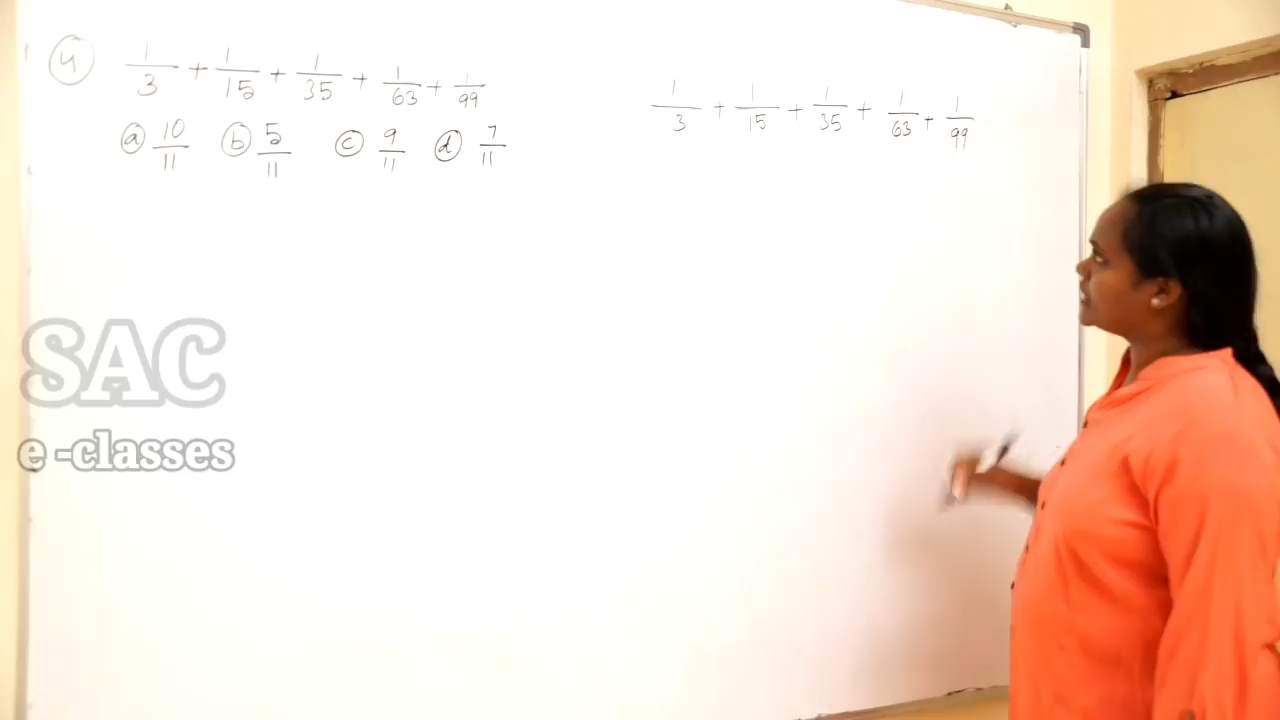 4 1/3 + 1/15 + 1/35 + 1/63 + 1/99
a 10/11 b 5/11 c 9/11 d 7/11
1/3 + 1/15 + 1/35 + 1/63 + 1/99
SAC
e -classes